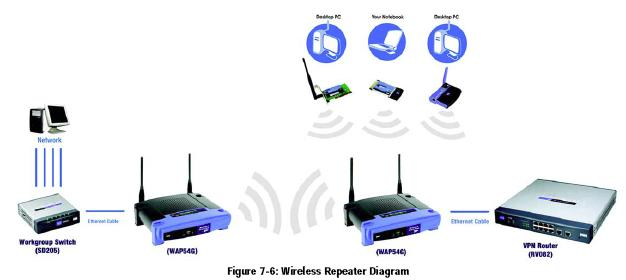 Desktop PC
Your Notebook
Desktop PC
Network
Ethernet Cable
Ethernet Cable
Workgroup Switch
(SD205)
(WAP54G)
(WAP54G)
VPN Router
(RV082)
Figure 7-6: Wireless Repeater Diagram